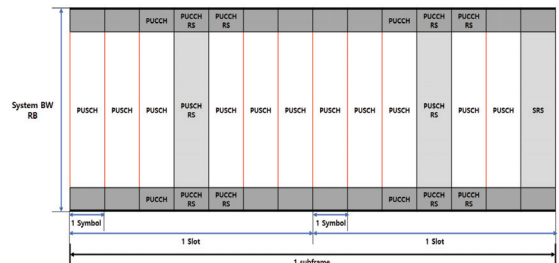 PUCCH PUCCH RS PUCCH RS PUCCH PUCCH RS PUCCH RS
System BW RB
PUSCH PUSCH PUSCH PUSCH RS PUSCH PUSCH PUSCH PUSCH PUSCH PUSCH PUSCH RS PUSCH PUSCH SRS
PUCCH PUCCH RS PUCCH RS PUCCH PUCCH RS PUCCH RS
1 Symbol 1 Symbol
1 Slot 1 Slot
1 subframe